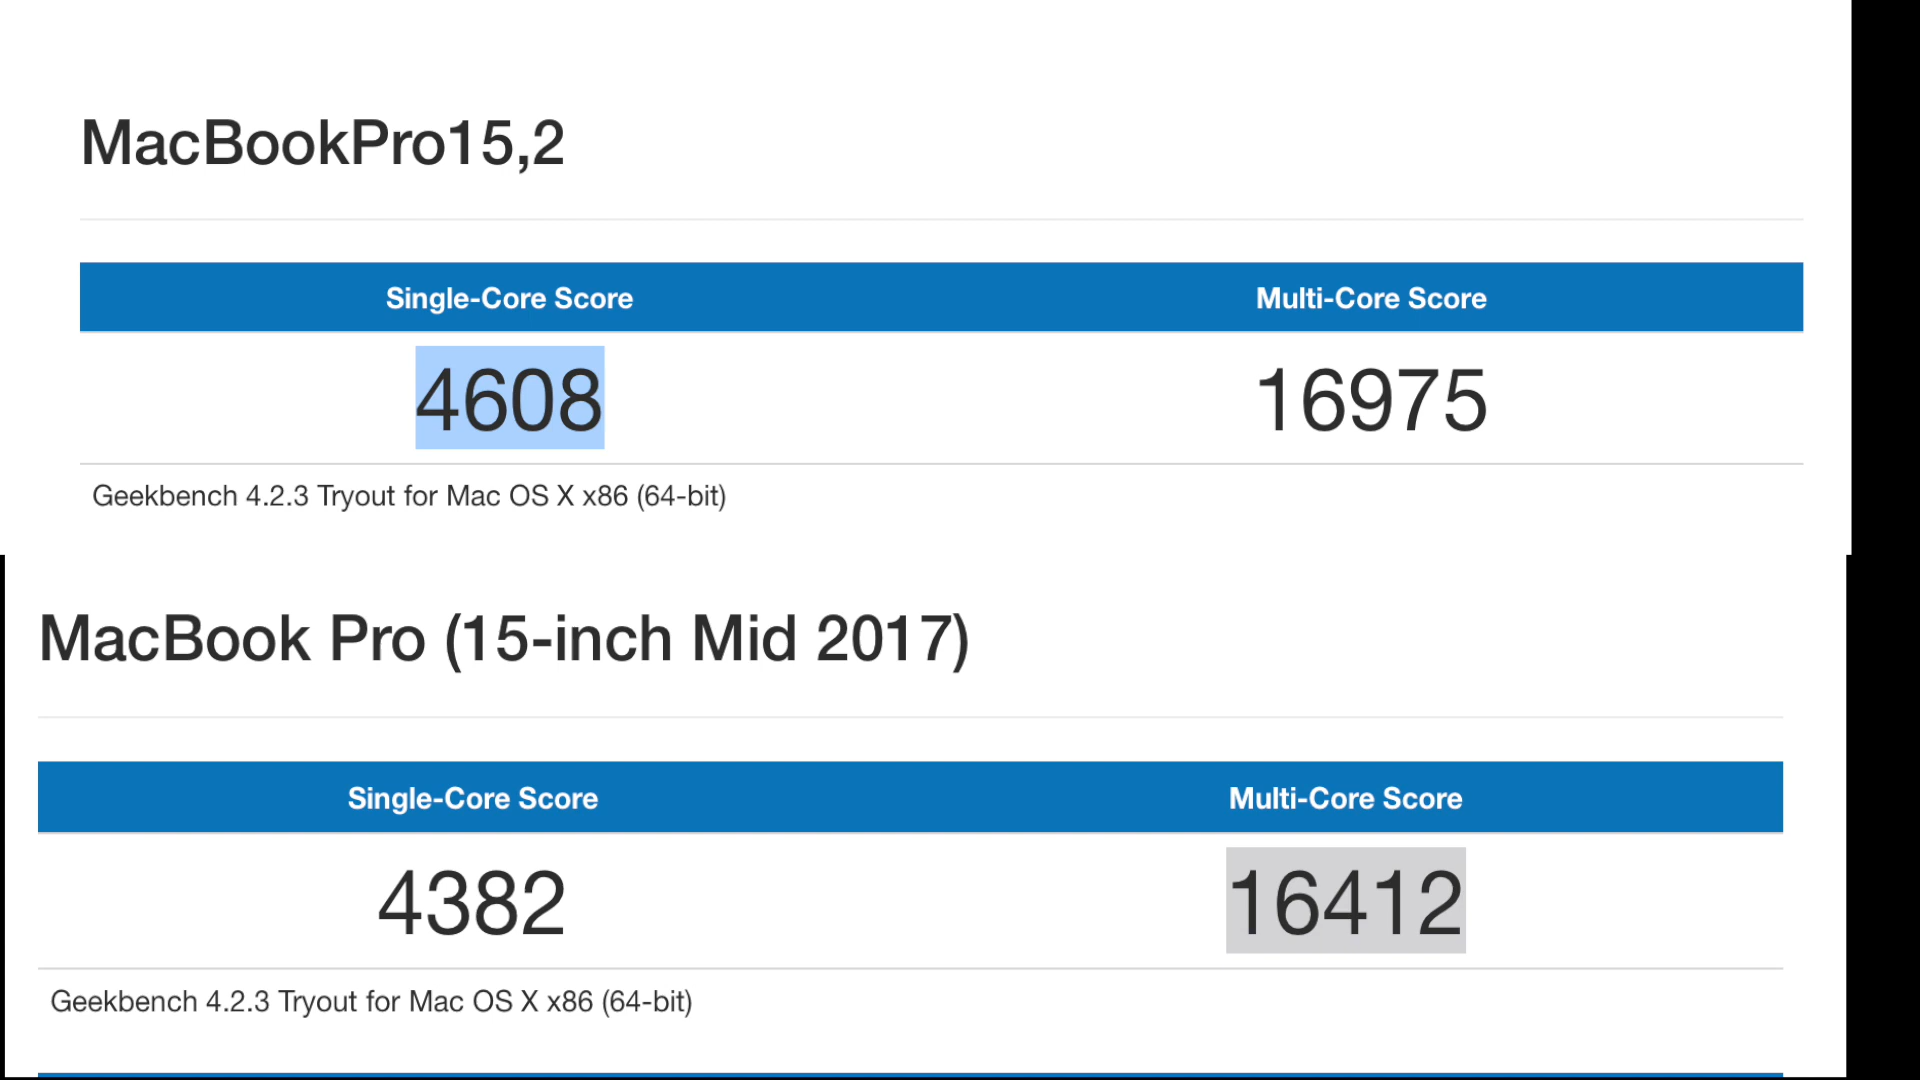 MacBookPro15,2
Single-Core Score Multi-Core Score
4608 16975
Geekbench 4.2.3 Tryout for Mac OS X x86 (64-bit)
MacBook Pro (15-inch Mid 2017)
Single-Core Score Multi-Core Score
4382 16412
Geekbench 4.2.3 Tryout for Mac OS X x86 (64-bit)